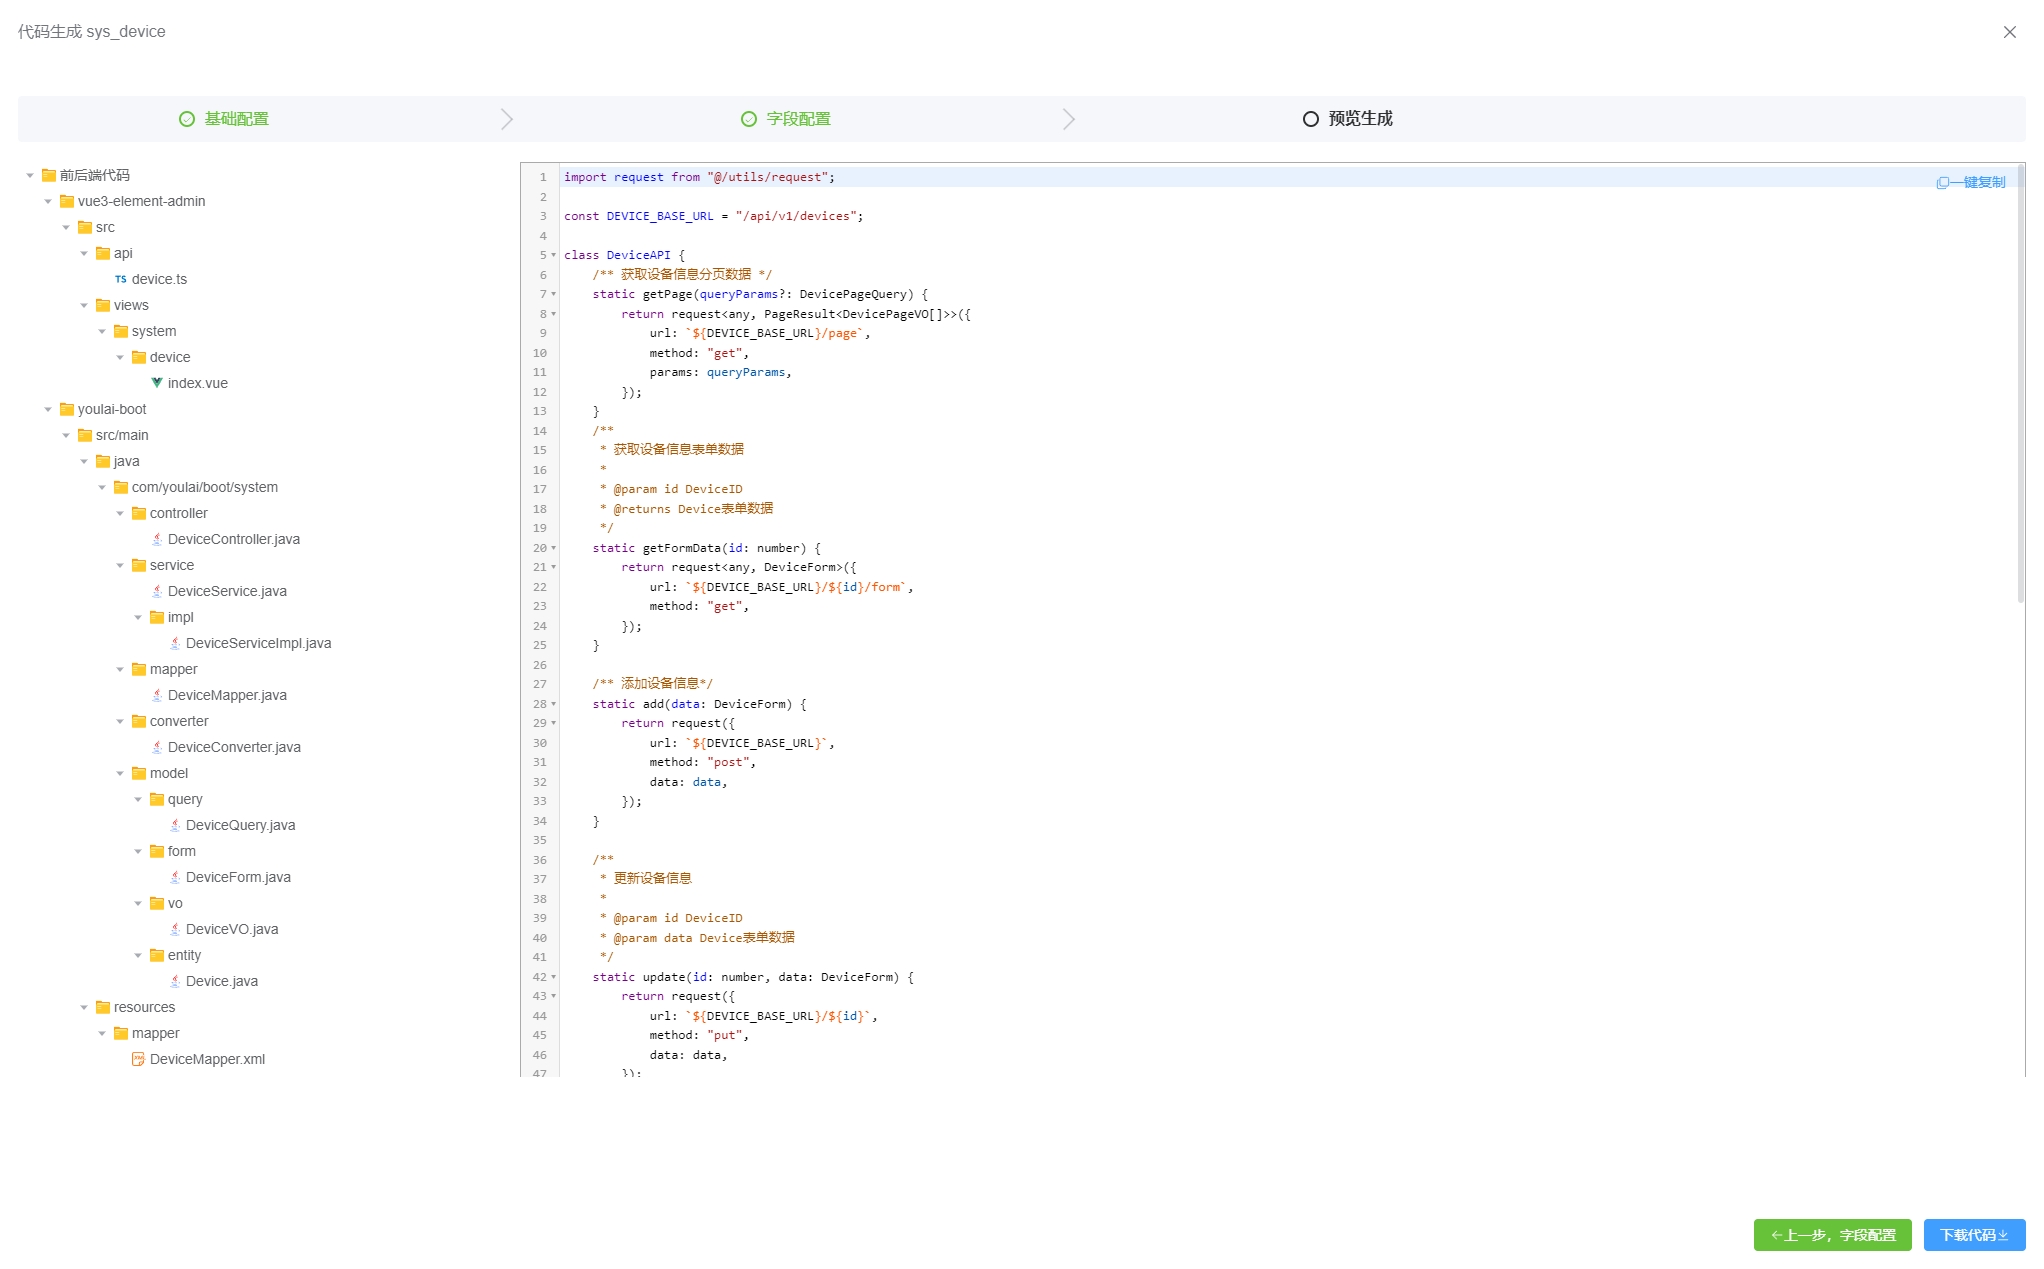 代码生成 sys_device
基础配置
字段配置
预览生成
前后端代码
vue3-element-admin
src
api
TS device.ts
views
system
device
index.vue
youlai-boot
src/main
java
com/youlai/boot/system
controller
DeviceController.java
service
DeviceService.java
impl
DeviceServiceImpl.java
mapper
DeviceMapper.java
converter
DeviceConverter.java
model
query
DeviceQuery.java
form
DeviceForm.java
vo
DeviceVO.java
entity
Device.java
resources
mapper
DeviceMapper.xml
一键复制
1 import request from "@/utils/request";
2
3 const DEVICE_BASE_URL = "/api/v1/devices";
4
5 class DeviceAPI {
6     /** 获取设备信息分页数据 */
7     static getPage(queryParams?: DevicePageQuery) {
8         return request<any, PageResult<DevicePageVO[]>>({
9             url: `${DEVICE_BASE_URL}/page`,
10             method: "get",
11             params: queryParams,
12         });
13     }
14     /**
15      * 获取设备信息表单数据
16      *
17      * @param id DeviceID
18      * @returns Device表单数据
19      */
20     static getFormData(id: number) {
21         return request<any, DeviceForm>({
22             url: `${DEVICE_BASE_URL}/${id}/form`,
23             method: "get",
24         });
25     }
26
27     /** 添加设备信息*/
28     static add(data: DeviceForm) {
29         return request({
30             url: `${DEVICE_BASE_URL}`,
31             method: "post",
32             data: data,
33         });
34     }
35
36     /**
37      * 更新设备信息
38      *
39      * @param id DeviceID
40      * @param data Device表单数据
41      */
42     static update(id: number, data: DeviceForm) {
43         return request({
44             url: `${DEVICE_BASE_URL}/${id}`,
45             method: "put",
46             data: data,
47         });
上一步，字段配置
下载代码